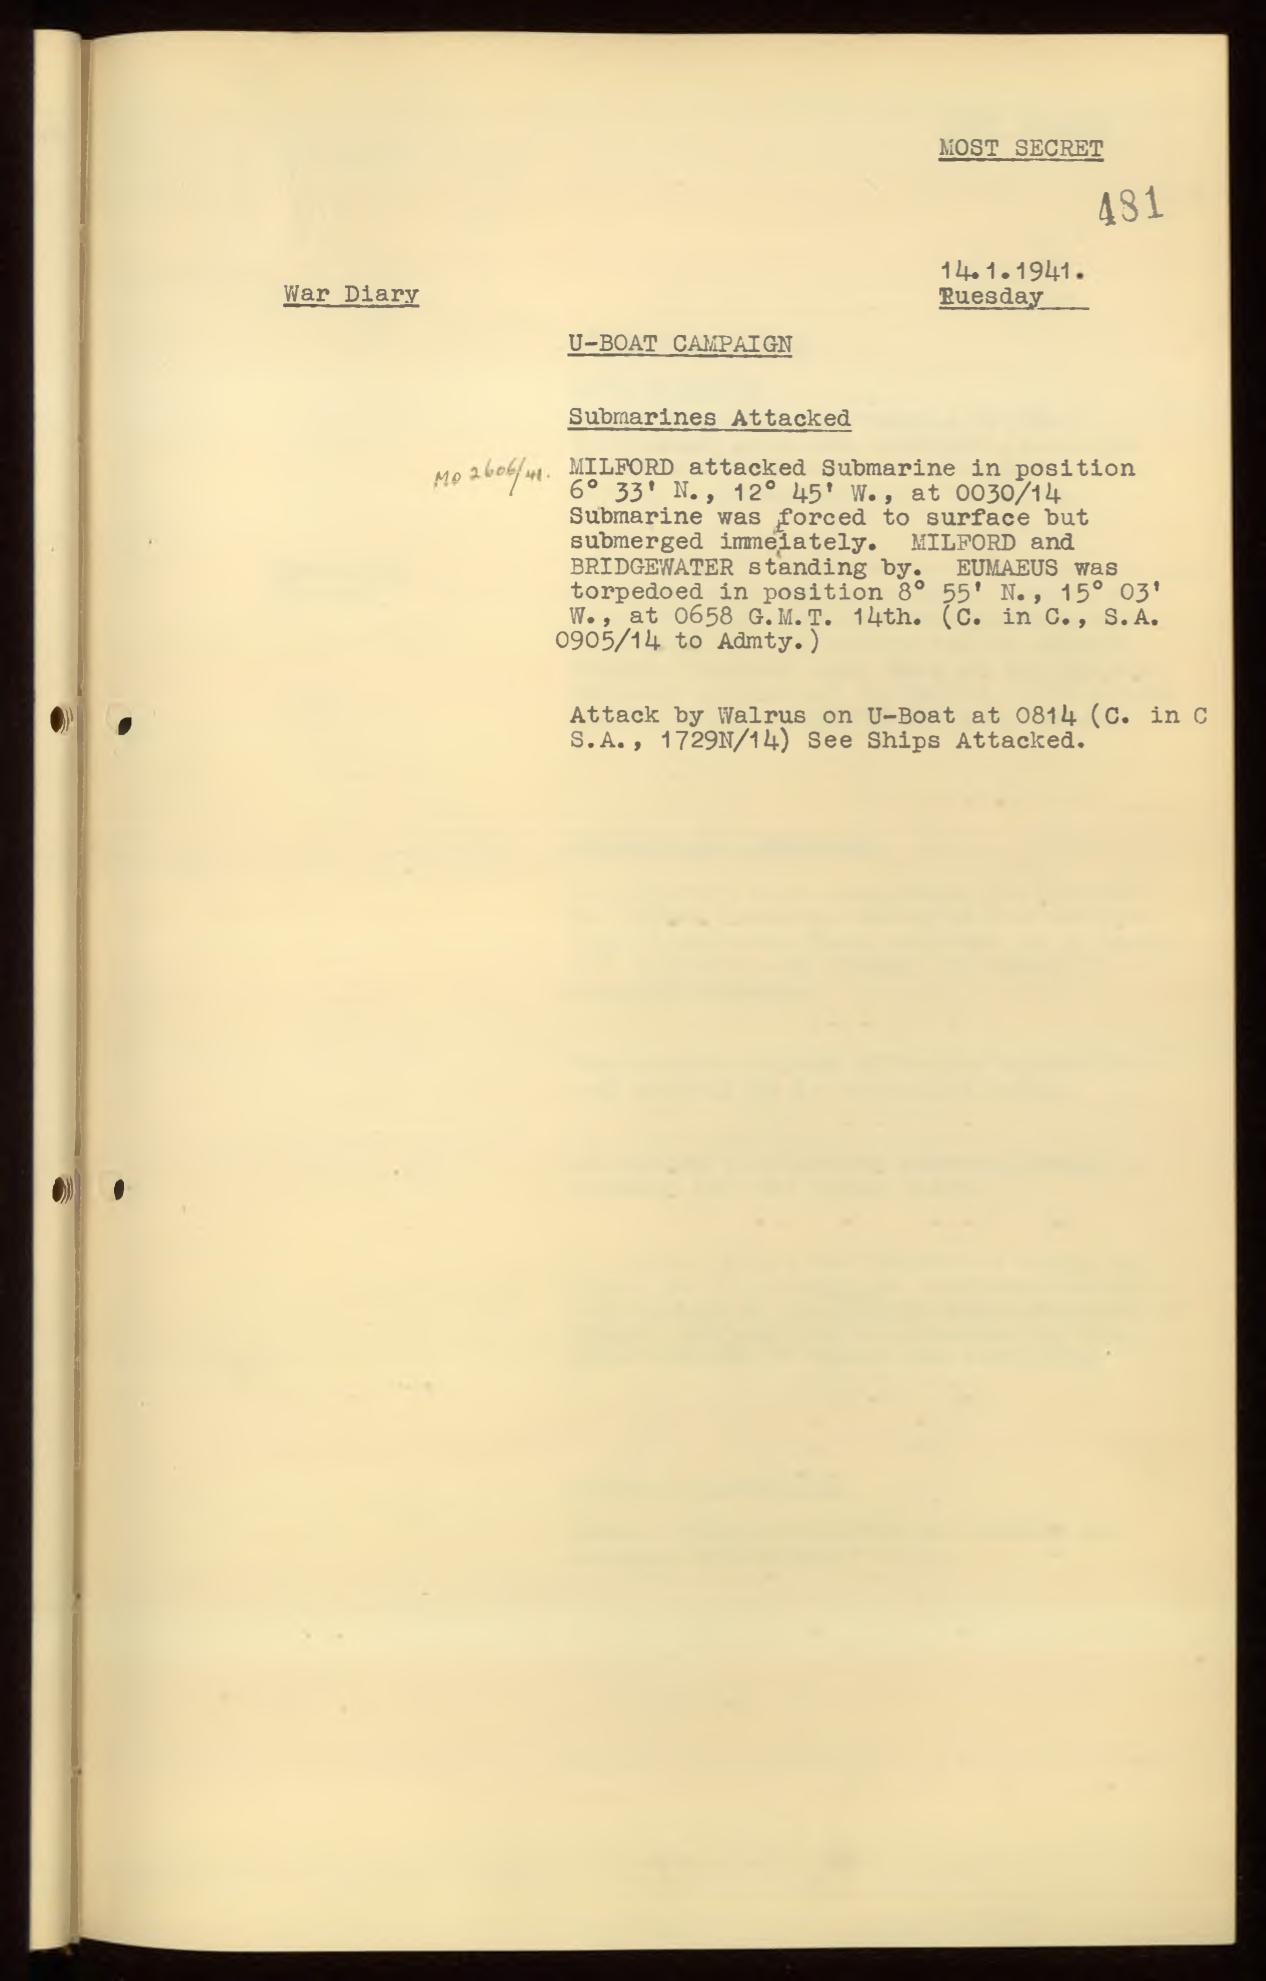 MOST SECRET
481
14.1.1941.
Tuesday
War Diary
U-BOAT CAMPAIGN
Submarines Attacked
MO 2606/41.
MILFORD attacked Submarine in position
6° 33' N., 12° 45' W., at 0030/14
Submarine was forced to surface but
submerged immeiately. MILFORD and
BRIDGEWATER standing by. EUMAEUS was
torpedoed in position 8° 55' N., 15° 03'
W., at 0658 G.M.T. 14th. (C. in C., S.A.
0905/14 to Admty.)
Attack by Walrus on U-Boat at 0814 (C. in C
S.A., 1729N/14) See Ships Attacked.